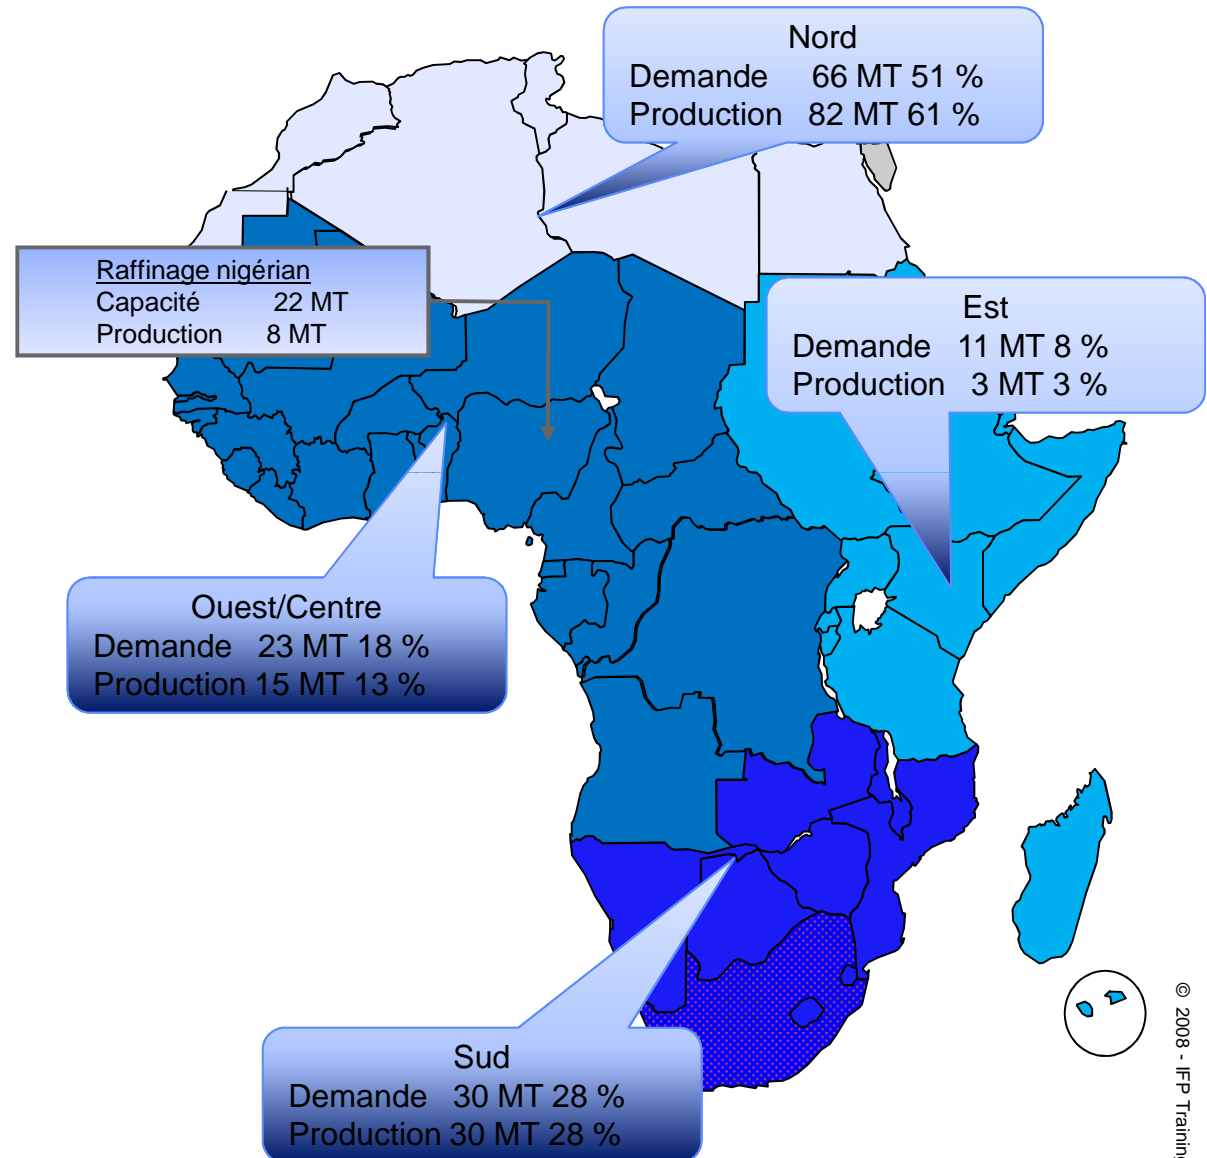 Nord
Demande 66 MT 51 %
Production 82 MT 61 %
Raffinage nigérian
Capacité 22 MT
Production 8 MT
Est
Demande 11 MT 8 %
Production 3 MT 3 %
Ouest/Centre
Demande 23 MT 18 %
Production 15 MT 13 %
Sud
Demande 30 MT 28 %
Production 30 MT 28 %
© 2008 - IFP Training